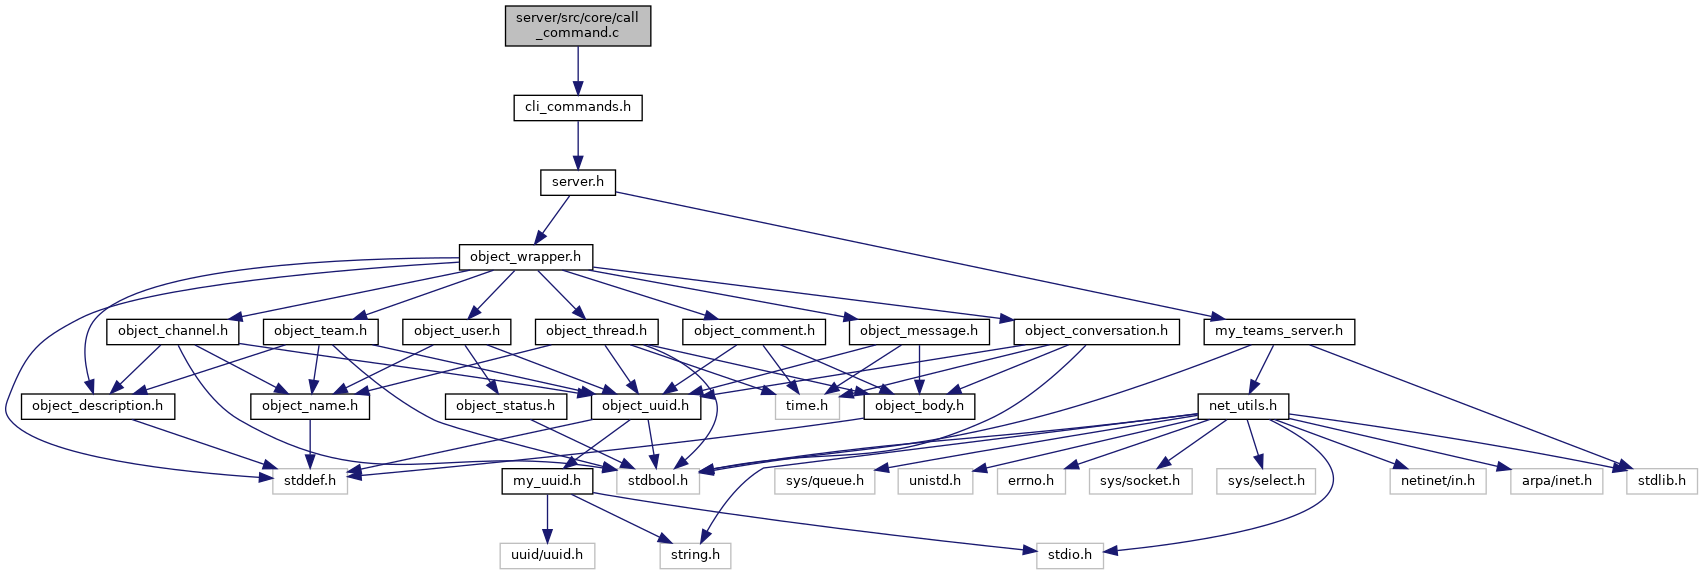 server/src/core/call
_command.c
cli_commands.h
server.h
object_wrapper.h
object_channel.h
object_team.h
object_user.h
object_thread.h
object_comment.h
object_message.h
object_conversation.h
my_teams_server.h
object_description.h
object_name.h
object_status.h
object_uuid.h
time.h
object_body.h
net_utils.h
stddef.h
my_uuid.h
stdbool.h
sys/queue.h
unistd.h
errno.h
sys/socket.h
sys/select.h
netinet/in.h
arpa/inet.h
stdlib.h
uuid/uuid.h
string.h
stdio.h